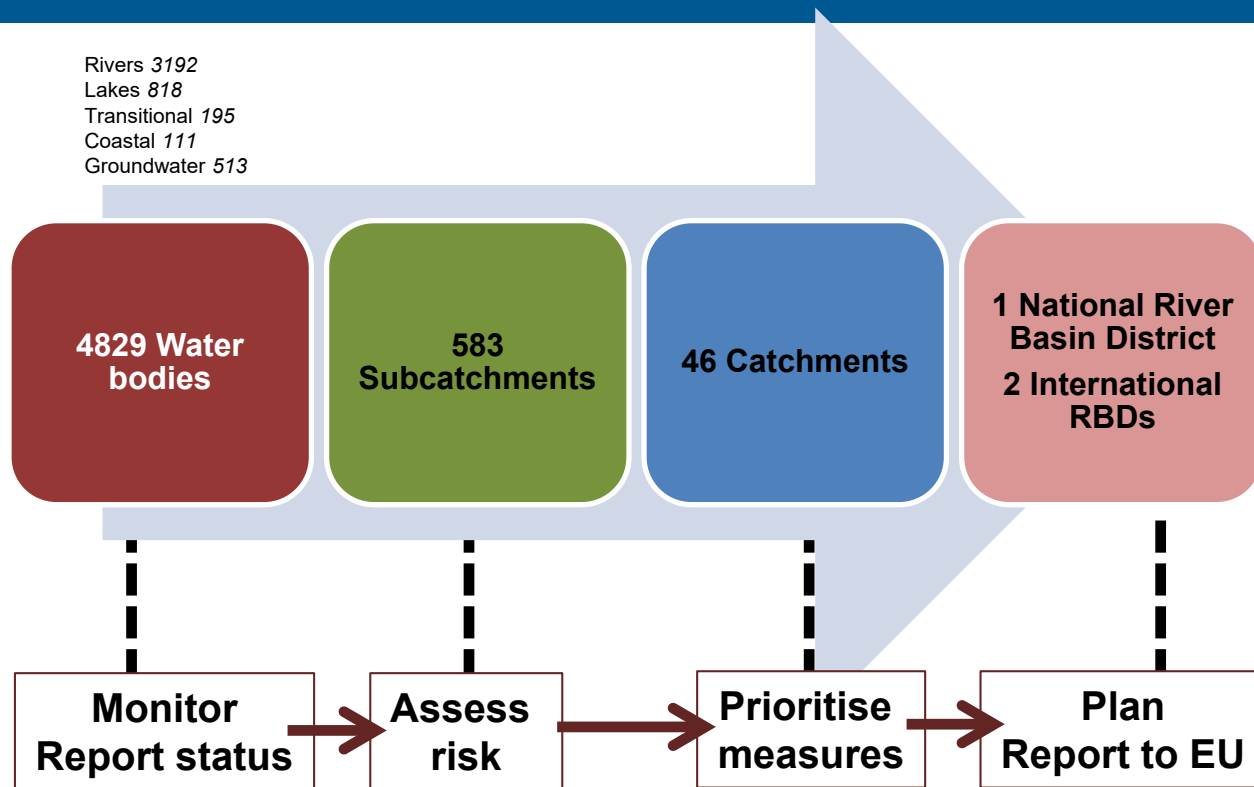 Rivers 3192
Lakes 818
Transitional 195
Coastal 111
Groundwater 513
4829 Water
bodies
583
Subcatchments
46 Catchments
1 National River
Basin District
2 International
RBDs
Monitor
Report status
Assess
risk
Prioritise
measures
Plan
Report to EU